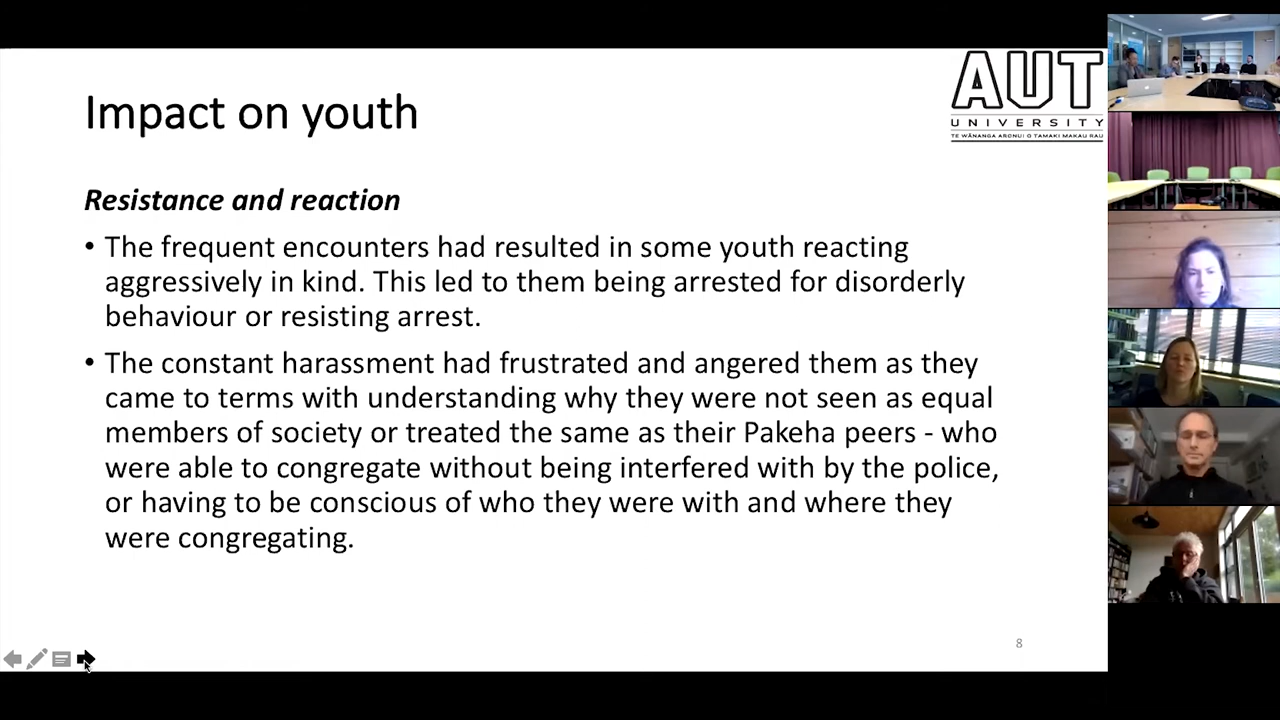 Impact on youth
AUT
UNIVERSITY
TE WĀNANGA ARONUI O TAMAKI MAKAU RAU
Resistance and reaction
• The frequent encounters had resulted in some youth reacting
aggressively in kind. This led to them being arrested for disorderly
behaviour or resisting arrest.
• The constant harassment had frustrated and angered them as they
came to terms with understanding why they were not seen as equal
members of society or treated the same as their Pakeha peers - who
were able to congregate without being interfered with by the police,
or having to be conscious of who they were with and where they
were congregating.
8